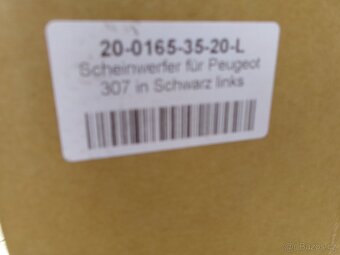 20-0165-35-20-L
Scheinwerfer für Peugeot
307 in Schwarz links